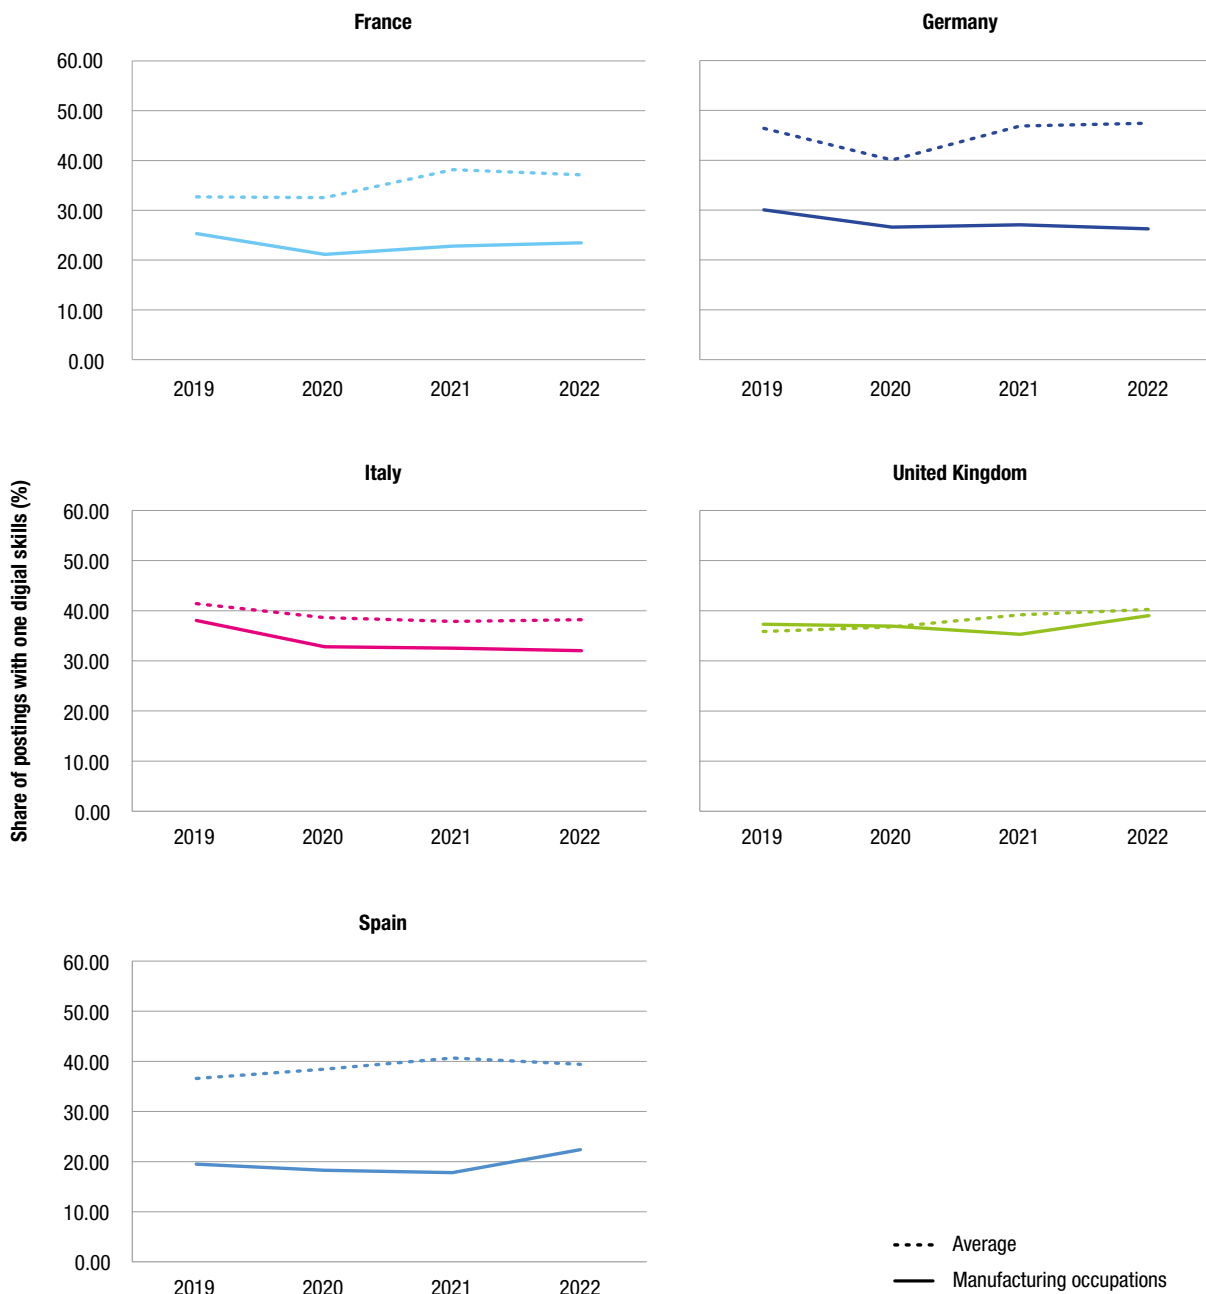 France
60.00
50.00
40.00
30.00
20.00
10.00
0.00
2019 2020 2021 2022
Germany
2019 2020 2021 2022
Share of postings with one digial skills (%)
Italy
60.00
50.00
40.00
30.00
20.00
10.00
0.00
2019 2020 2021 2022
United Kingdom
2019 2020 2021 2022
Spain
60.00
50.00
40.00
30.00
20.00
10.00
0.00
2019 2020 2021 2022
Average
Manufacturing occupations